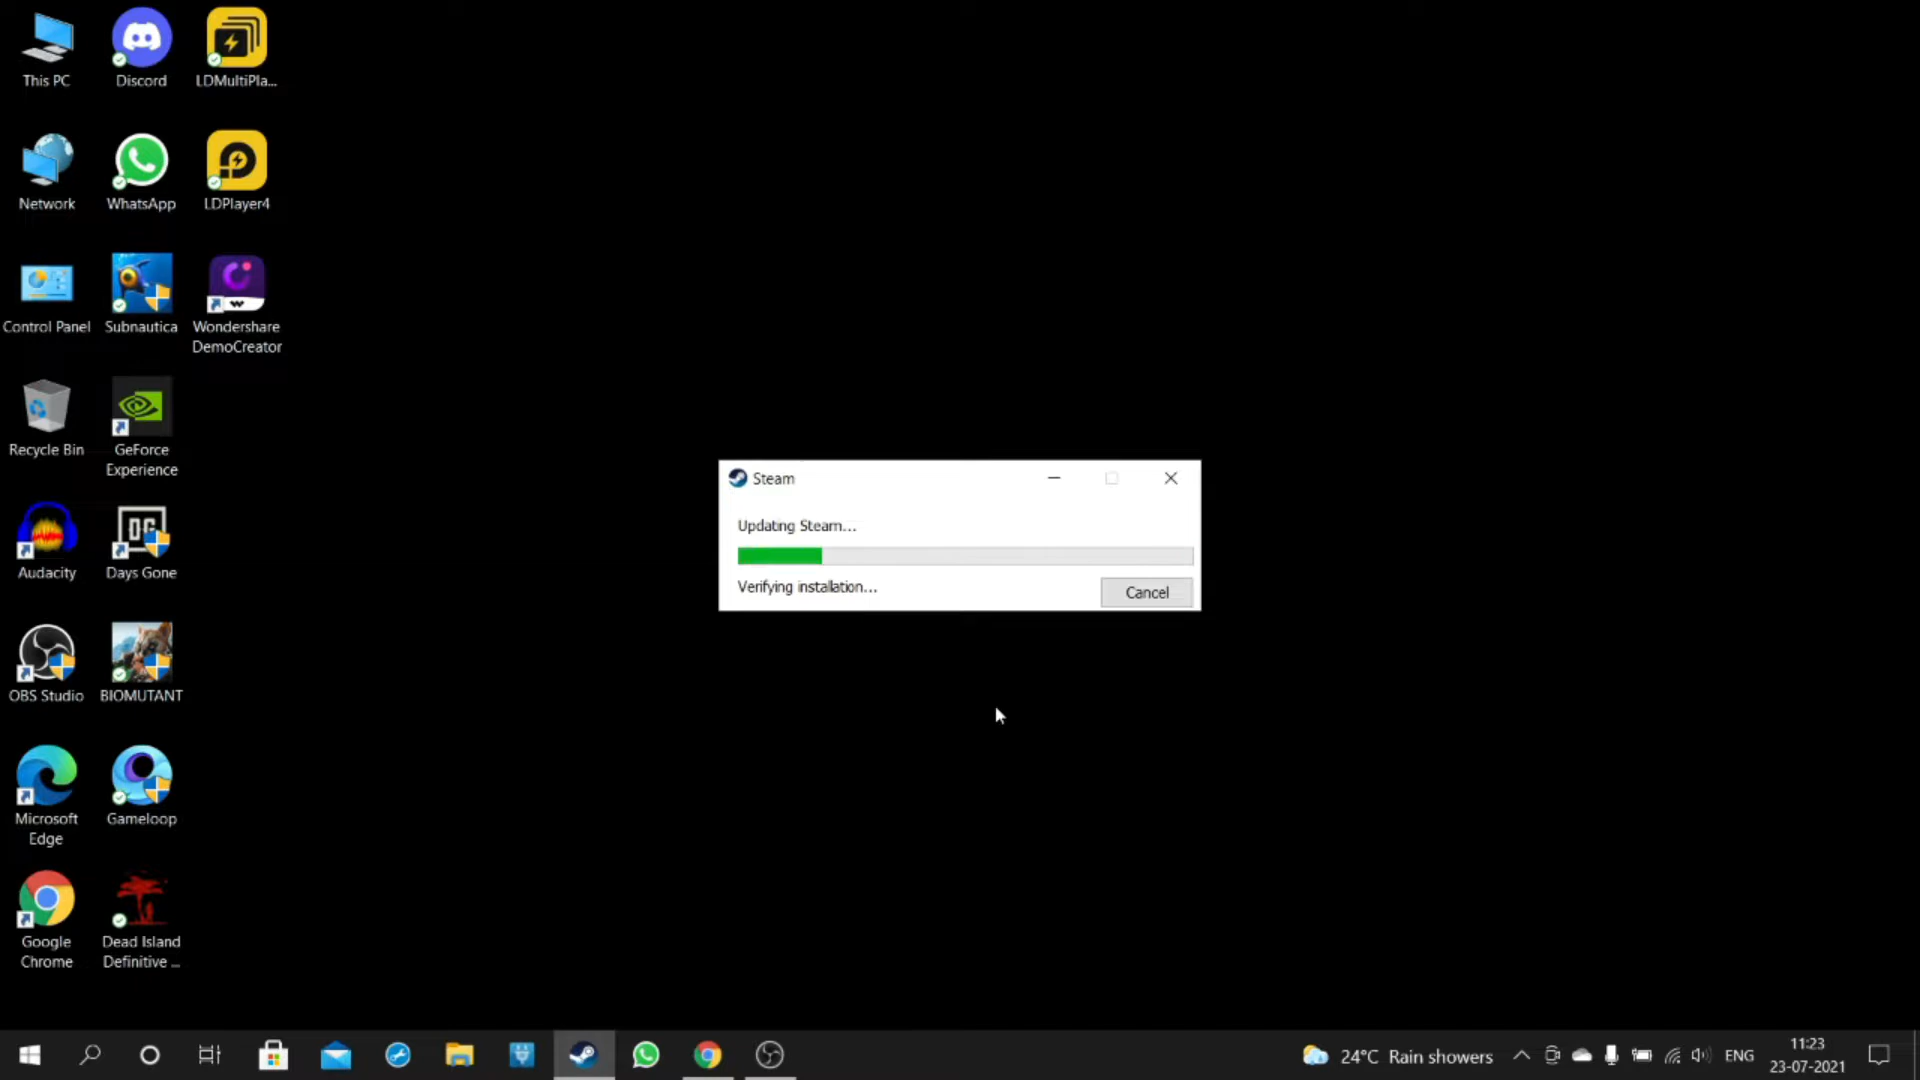 This PC
Discord
LDMultiPla...
Network
WhatsApp
LDPlayer4
Control Panel
Subnautica
Wondershare
DemoCreator
Recycle Bin
GeForce
Experience
Audacity
DG
Days Gone
OBS Studio
BIOMUTANT
Microsoft
Edge
Gameloop
Google
Chrome
Dead Island
Definitive ...
Steam
Updating Steam...
Verifying installation...
Cancel
24°C Rain showers
ENG
11:23
23-07-2021